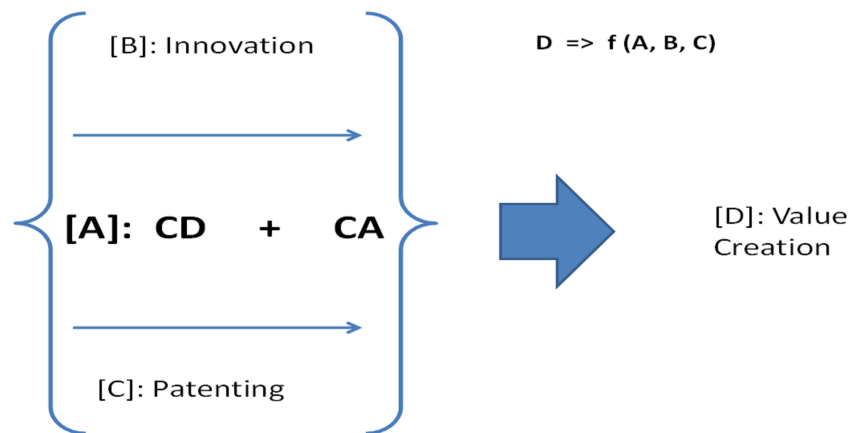 [B]: Innovation
D => f (A, B, C)
[A]: CD + CA
[D]: Value
Creation
[C]: Patenting